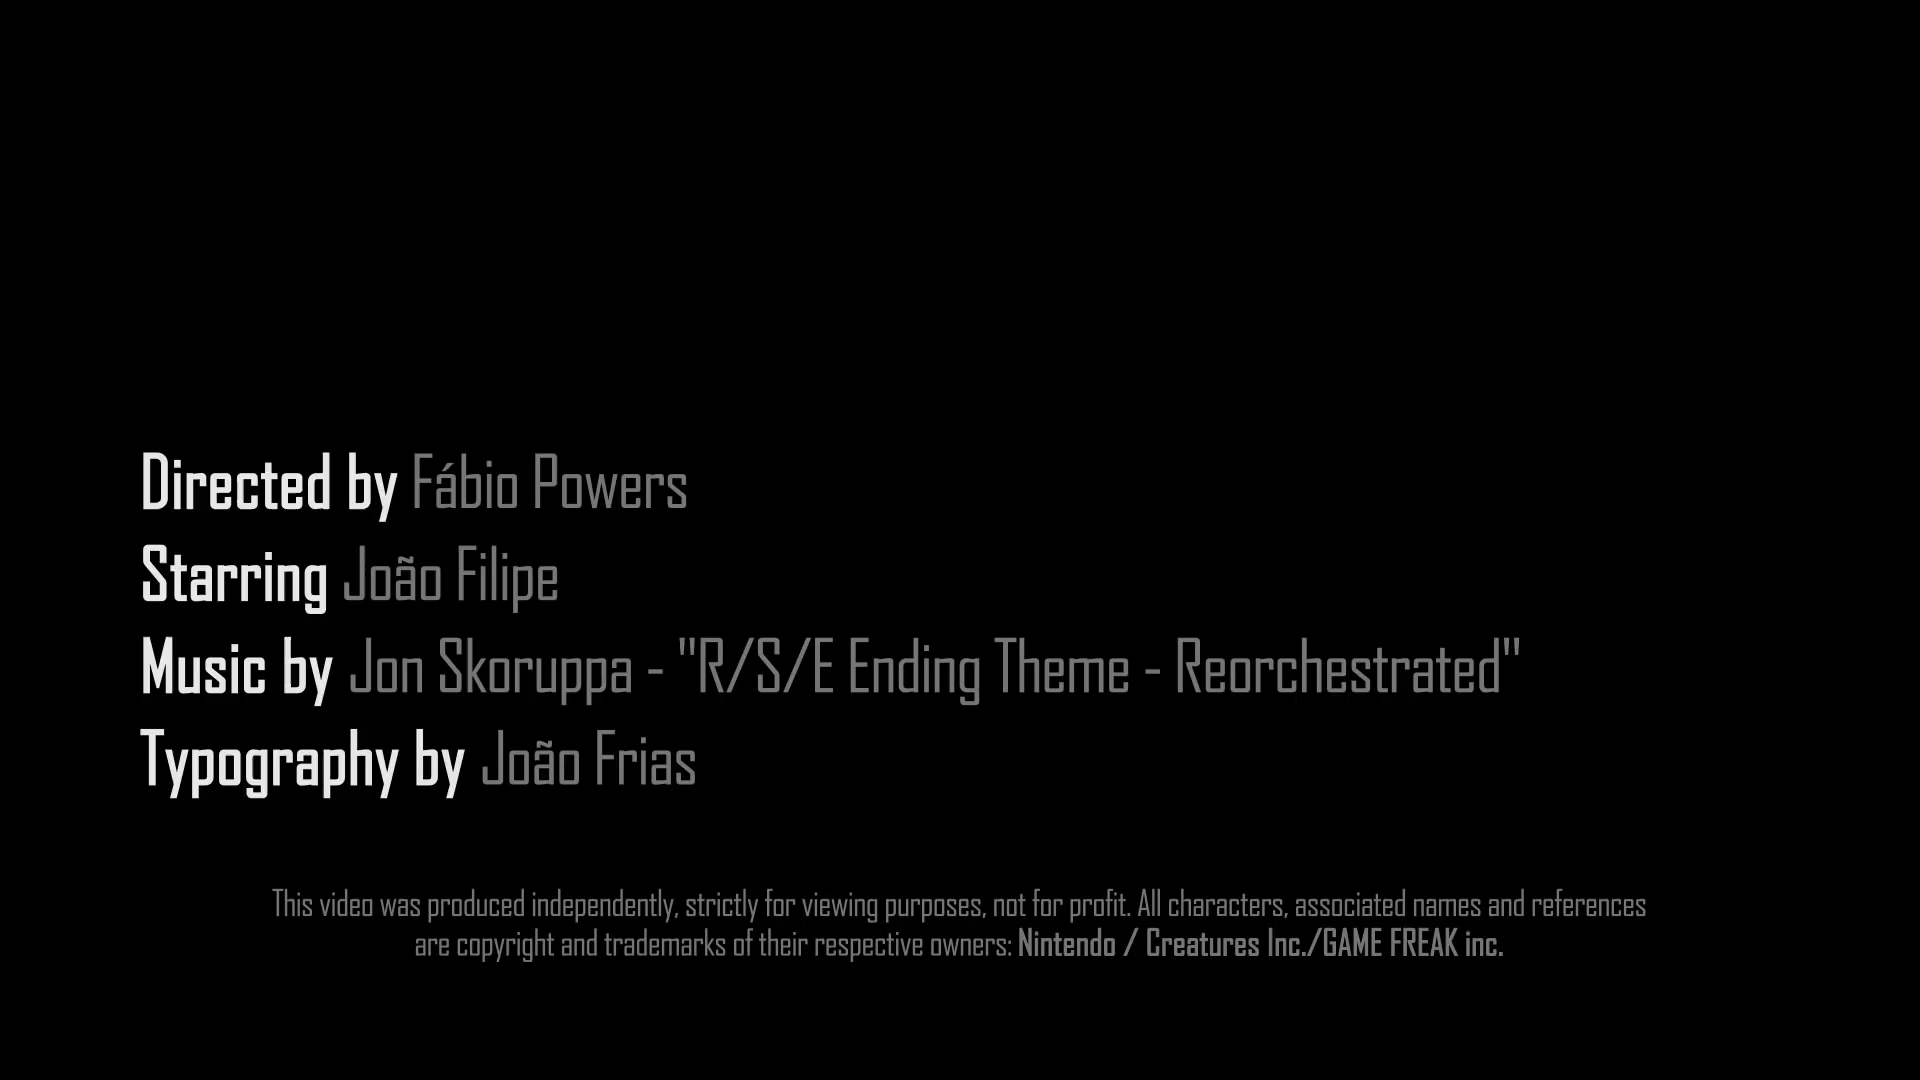 Directed by Fábio Powers
Starring João Filipe
Music by Jon Skoruppa - "R/S/E Ending Theme - Reorchestrated"
Typography by João Frias
This video was produced independently, strictly for viewing purposes, not for profit. All characters, associated names and references
are copyright and trademarks of their respective owners: Nintendo / Creatures Inc./GAME FREAK inc.